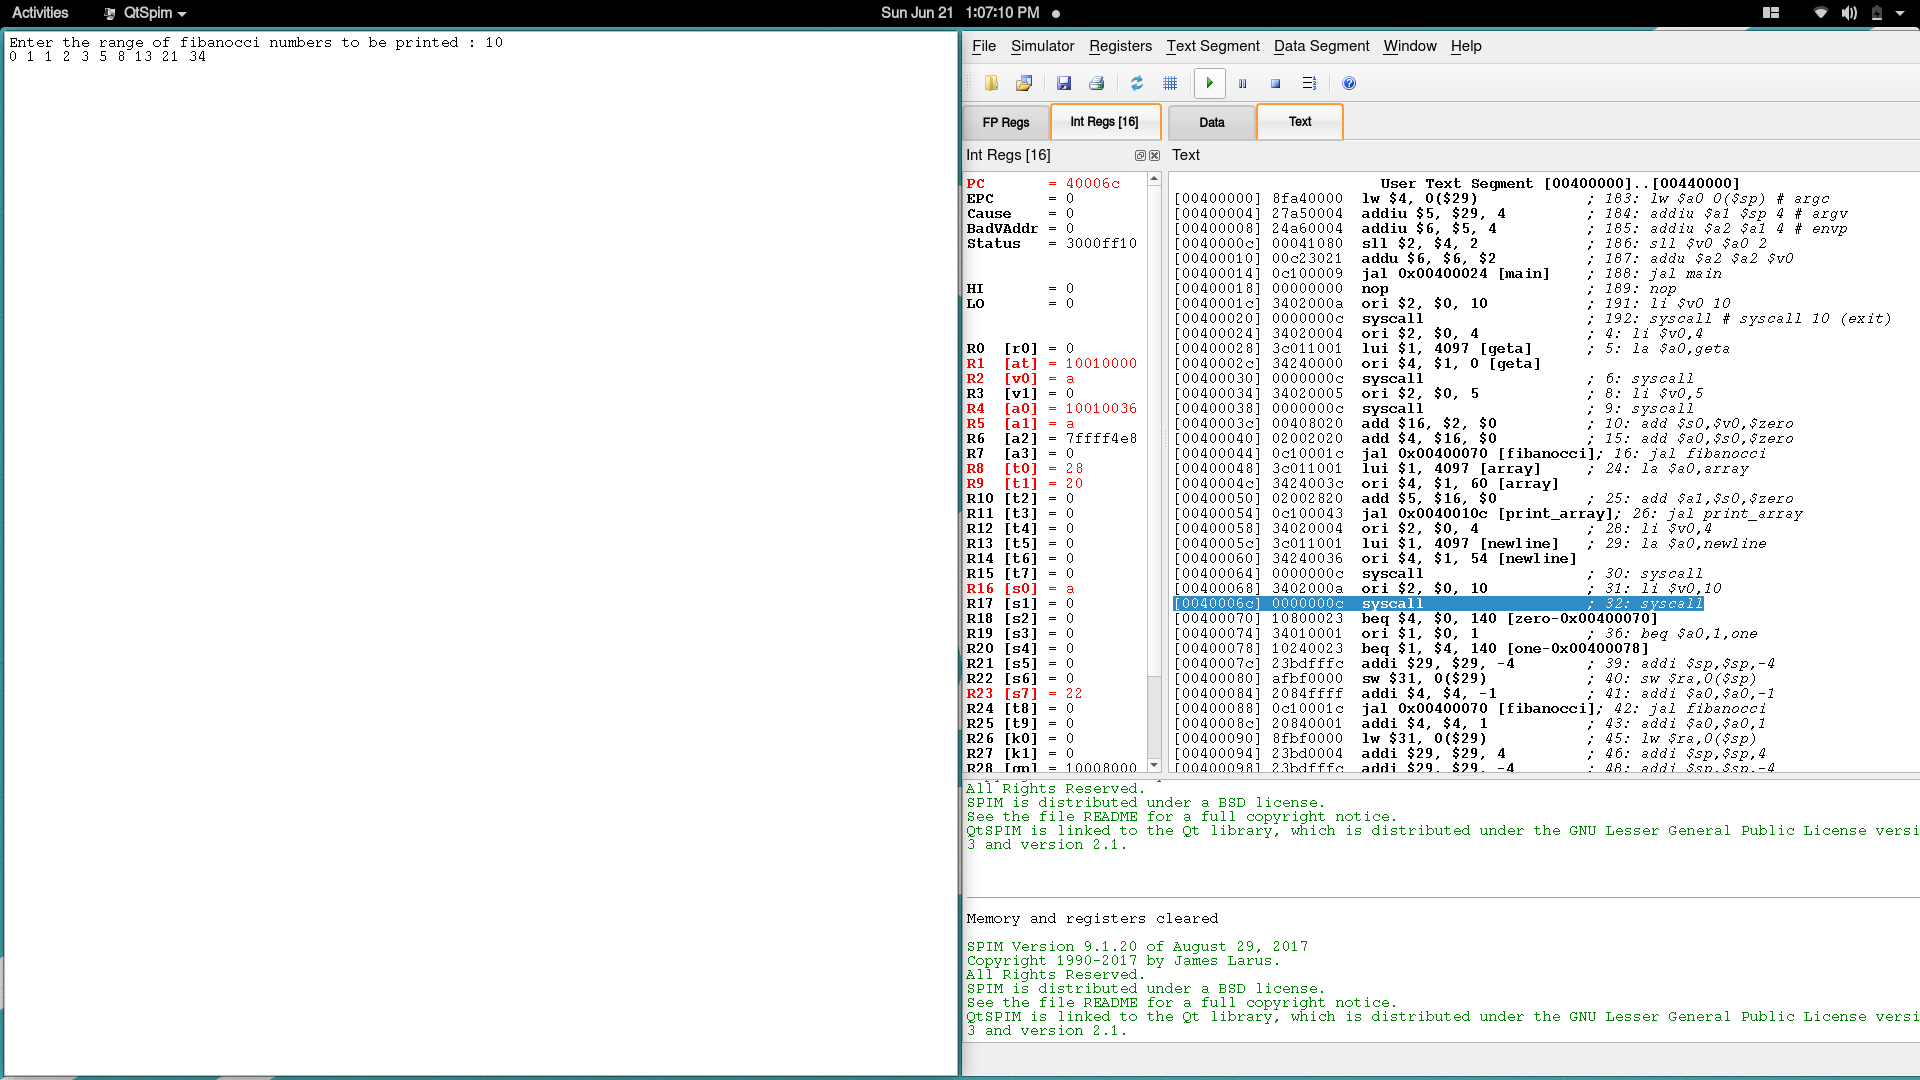 Activities QtSpim Sun Jun 21 1:07:10 PM
Enter the range of fibanocci numbers to be printed : 10
0 1 1 2 3 5 8 13 21 34
File Simulator Registers Text Segment Data Segment Window Help
FP Regs Int Regs [16] Data Text
Int Regs [16]
PC = 40006c
EPC = 0
Cause = 0
BadVAddr = 0
Status = 3000ff10
HI = 0
LO = 0
R0 [r0] = 0
R1 [at] = 10010000
R2 [v0] = a
R3 [v1] = 0
R4 [a0] = 10010036
R5 [a1] = a
R6 [a2] = 7ffff4e8
R7 [a3] = 0
R8 [t0] = 28
R9 [t1] = 20
R10 [t2] = 0
R11 [t3] = 0
R12 [t4] = 0
R13 [t5] = 0
R14 [t6] = 0
R15 [t7] = 0
R16 [s0] = a
R17 [s1] = 0
R18 [s2] = 0
R19 [s3] = 0
R20 [s4] = 0
R21 [s5] = 0
R22 [s6] = 0
R23 [s7] = 22
R24 [t8] = 0
R25 [t9] = 0
R26 [k0] = 0
R27 [k1] = 0
R28 [gp] = 10008000
Text
User Text Segment [00400000]..[00440000]
[00400000] 8fa40000 lw $4, 0($29) ; 183: lw $a0 0($sp) # argc
[00400004] 27a50004 addiu $5, $29, 4 ; 184: addiu $a1 $sp 4 # argv
[00400008] 24a60004 addiu $6, $5, 4 ; 185: addiu $a2 $a1 4 # envp
[0040000c] 00041080 sll $2, $4, 2 ; 186: sll $v0 $a0 2
[00400010] 00c23021 addu $6, $6, $2 ; 187: addu $a2 $a2 $v0
[00400014] 0c100009 jal 0x00400024 [main] ; 188: jal main
[00400018] 00000000 nop ; 189: nop
[0040001c] 3402000a ori $2, $0, 10 ; 191: li $v0 10
[00400020] 0000000c syscall ; 192: syscall # syscall 10 (exit)
[00400024] 34020004 ori $2, $0, 4 ; 4: li $v0,4
[00400028] 3c011001 lui $1, 4097 [geta] ; 5: la $a0,geta
[0040002c] 34240000 ori $4, $1, 0 [geta]
[00400030] 0000000c syscall ; 6: syscall
[00400034] 34020005 ori $2, $0, 5 ; 8: li $v0,5
[00400038] 0000000c syscall ; 9: syscall
[0040003c] 00408020 add $16, $2, $0 ; 10: add $s0,$v0,$zero
[00400040] 02002020 add $4, $16, $0 ; 15: add $a0,$s0,$zero
[00400044] 0c10001c jal 0x00400070 [fibanocci]; 16: jal fibanocci
[00400048] 3c011001 lui $1, 4097 [array] ; 24: la $a0,array
[0040004c] 3424003c ori $4, $1, 60 [array]
[00400050] 02002820 add $5, $16, $0 ; 25: add $a1,$s0,$zero
[00400054] 0c100043 jal 0x0040010c [print_array]; 26: jal print_array
[00400058] 34020004 ori $2, $0, 4 ; 28: li $v0,4
[0040005c] 3c011001 lui $1, 4097 [newline] ; 29: la $a0,newline
[00400060] 34240036 ori $4, $1, 54 [newline]
[00400064] 0000000c syscall ; 30: syscall
[00400068] 3402000a ori $2, $0, 10 ; 31: li $v0,10
[0040006c] 0000000c syscall ; 32: syscall
[00400070] 10800023 beq $4, $0, 140 [zero-0x00400070]
[00400074] 34010001 ori $1, $0, 1 ; 36: beq $a0,1,one
[00400078] 10240023 beq $1, $4, 140 [one-0x00400078]
[0040007c] 23bdfffc addi $29, $29, -4 ; 39: addi $sp,$sp,-4
[00400080] afbf0000 sw $31, 0($29) ; 40: sw $ra,0($sp)
[00400084] 2084ffff addi $4, $4, -1 ; 41: addi $a0,$a0,-1
[00400088] 0c10001c jal 0x00400070 [fibanocci]; 42: jal fibanocci
[0040008c] 20840001 addi $4, $4, 1 ; 43: addi $a0,$a0,1
[00400090] 8fbf0000 lw $31, 0($29) ; 45: lw $ra,0($sp)
[00400094] 23bd0004 addi $29, $29, 4 ; 46: addi $sp,$sp,4
[00400098] 23bdfffc addi $29, $29, -4 ; 48: addi $sp,$sp,-4
All Rights Reserved.
SPIM is distributed under a BSD license.
See the file README for a full copyright notice.
QtSPIM is linked to the Qt library, which is distributed under the GNU Lesser General Public License versi
3 and version 2.1.
Memory and registers cleared
SPIM Version 9.1.20 of August 29, 2017
Copyright 1990-2017 by James Larus.
All Rights Reserved.
SPIM is distributed under a BSD license.
See the file README for a full copyright notice.
QtSPIM is linked to the Qt library, which is distributed under the GNU Lesser General Public License versi
3 and version 2.1.